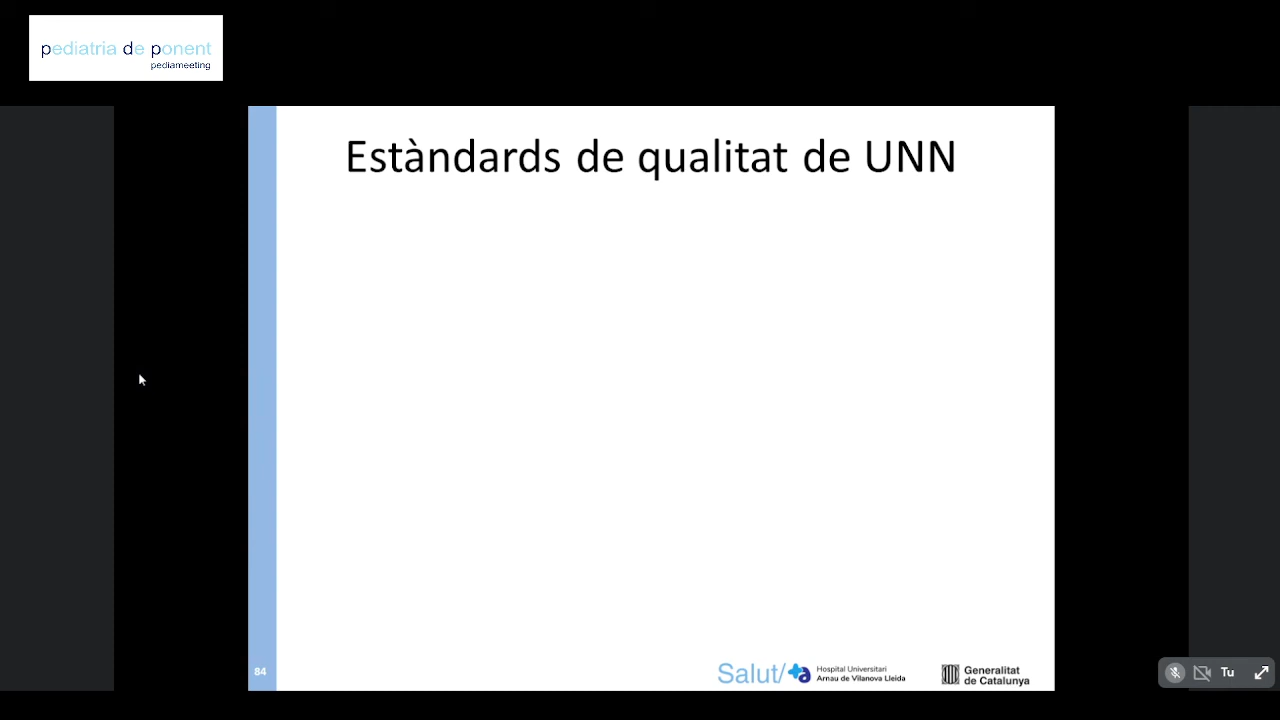 pediatria de ponent
pediameeting
Estàndards de qualitat de UNN
84
Salut/
Hospital Universitari
Arnau de Vilanova Lleida
Generalitat
de Catalunya
Tu